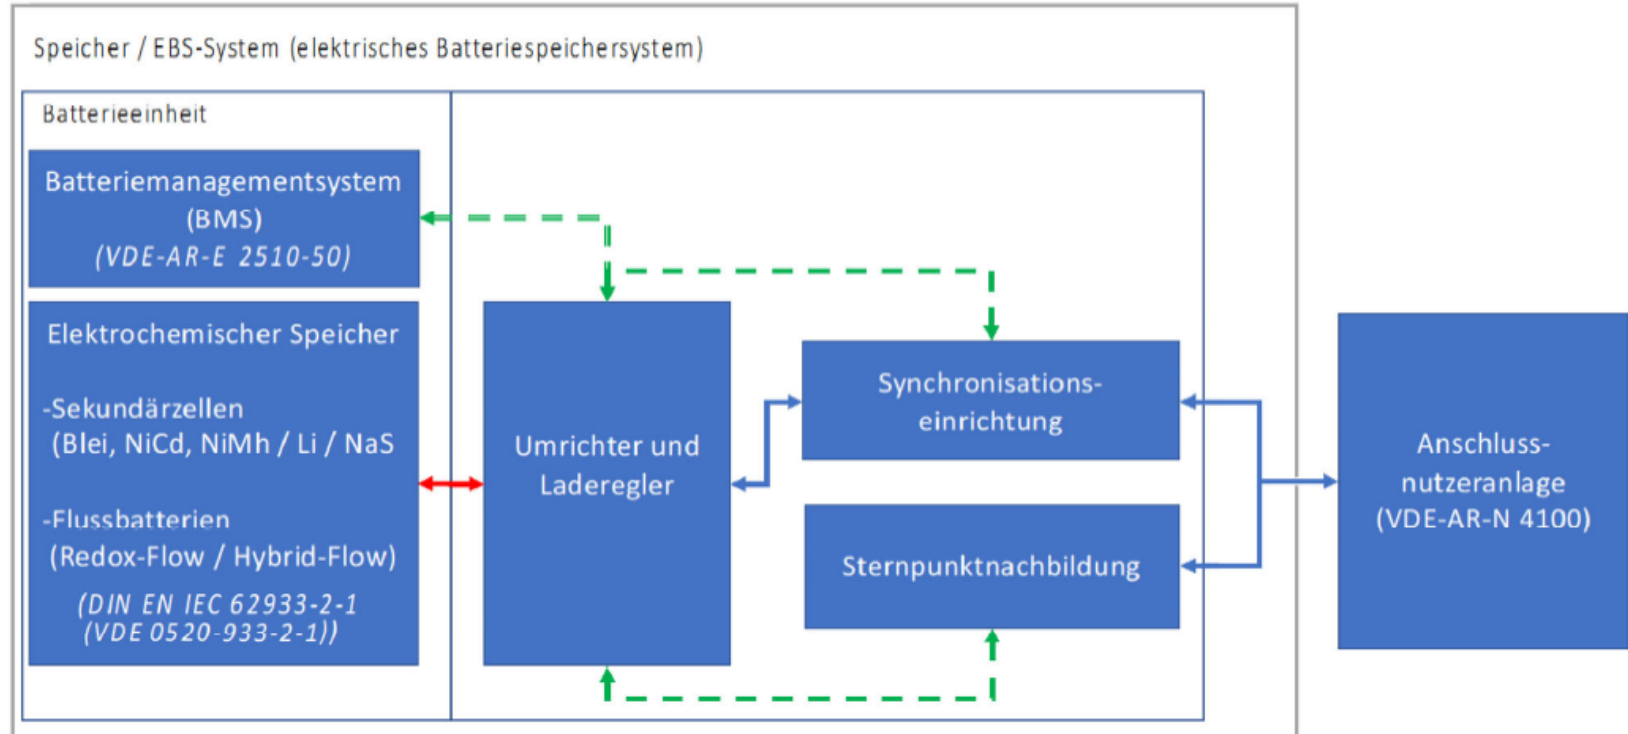 Speicher / EBS-System (elektrisches Batteriespeichersystem)
Batterieeinheit
Batteriemanagementsystem
(BMS)
(VDE-AR-E 2510-50)
Elektrochemischer Speicher
-Sekundärzellen
(Blei, NiCd, NiMh / Li / NaS
-Flussbatterien
(Redox-Flow / Hybrid-Flow)
(DIN EN IEC 62933-2-1
(VDE 0520-933-2-1))
Umrichter und
Laderegler
Synchronisations-
einrichtung
Sternpunktnachbildung
Anschluss-
nutzeranlage
(VDE-AR-N 4100)